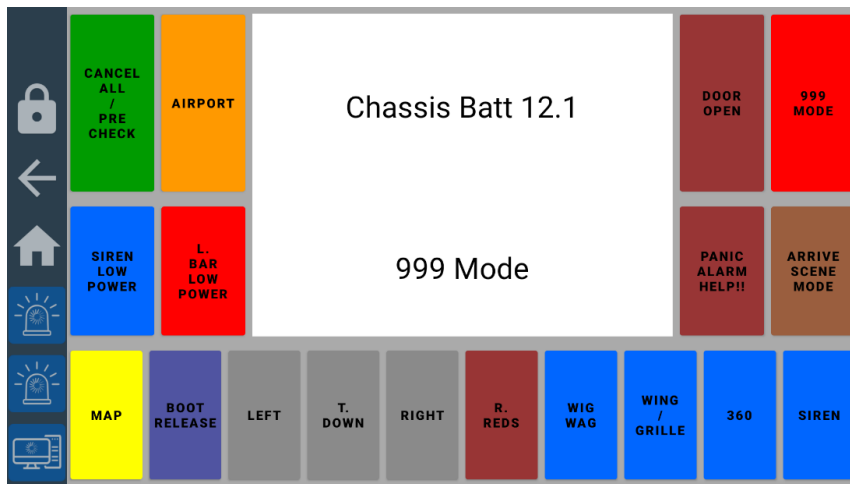 CANCEL
ALL
/
PRE
CHECK
AIRPORT
Chassis Batt 12.1
DOOR
OPEN
999
MODE
SIREN
LOW
POWER
L.
BAR
LOW
POWER
999 Mode
PANIC
ALARM
HELP!!
ARRIVE
SCENE
MODE
MAP
BOOT
RELEASE
LEFT
T.
DOWN
RIGHT
R.
REDS
WIG
WAG
WING
/
GRILLE
360
SIREN